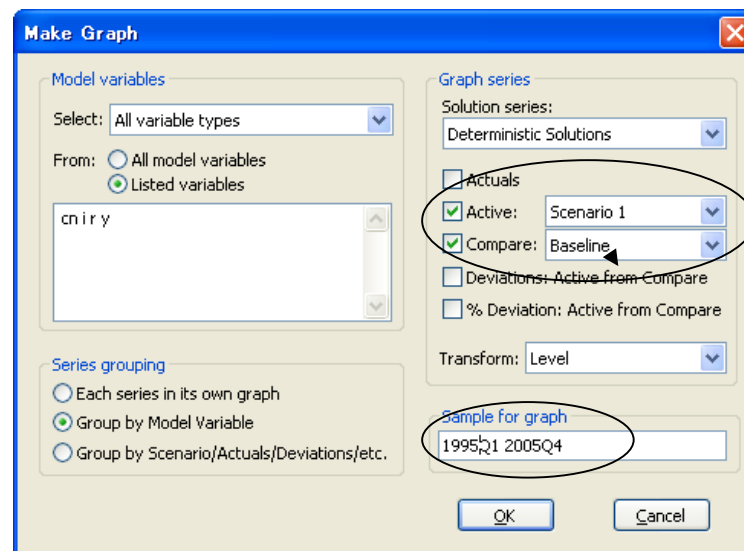 Make Graph
Model variables
Select: All variable types
From: All model variables
Listed variables
cn i r y
Series grouping
Each series in its own graph
Group by Model Variable
Group by Scenario/Actuals/Deviations/etc.
Graph series
Solution series:
Deterministic Solutions
Actuals
Active: Scenario 1
Compare: Baseline
Deviations: Active from Compare
% Deviation: Active from Compare
Transform: Level
Sample for graph
1995Q1 2005Q4
OK Cancel